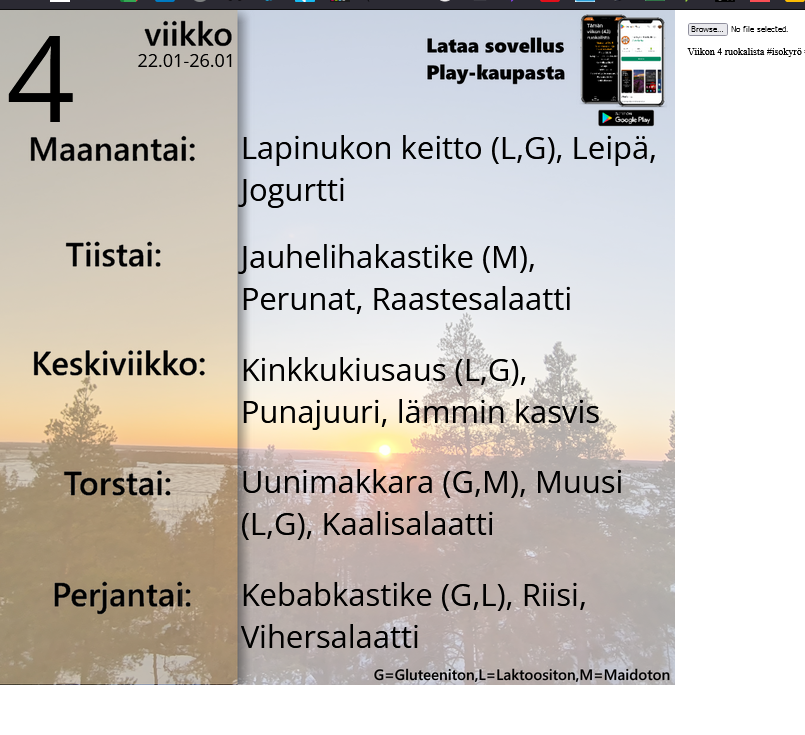 4
viikko
22.01-26.01
Lataa sovellus
Play-kaupasta
Google Play
Browse... No file selected.
Viikon 4 ruokalista #isokyrö
Maanantai:
Lapinukon keitto (L,G), Leipä,
Jogurtti
Tiistai:
Jauhelihakastike (M),
Perunat, Raastesalaatti
Keskiviikko:
Kinkkukiusaus (L,G),
Punajuuri, lämmin kasvis
Torstai:
Uunimakkara (G,M), Muusi
(L,G), Kaalisalaatti
Perjantai:
Kebabkastike (G,L), Riisi,
Vihersalaatti
G=Gluteeniton,L=Laktoositon,M=Maidoton